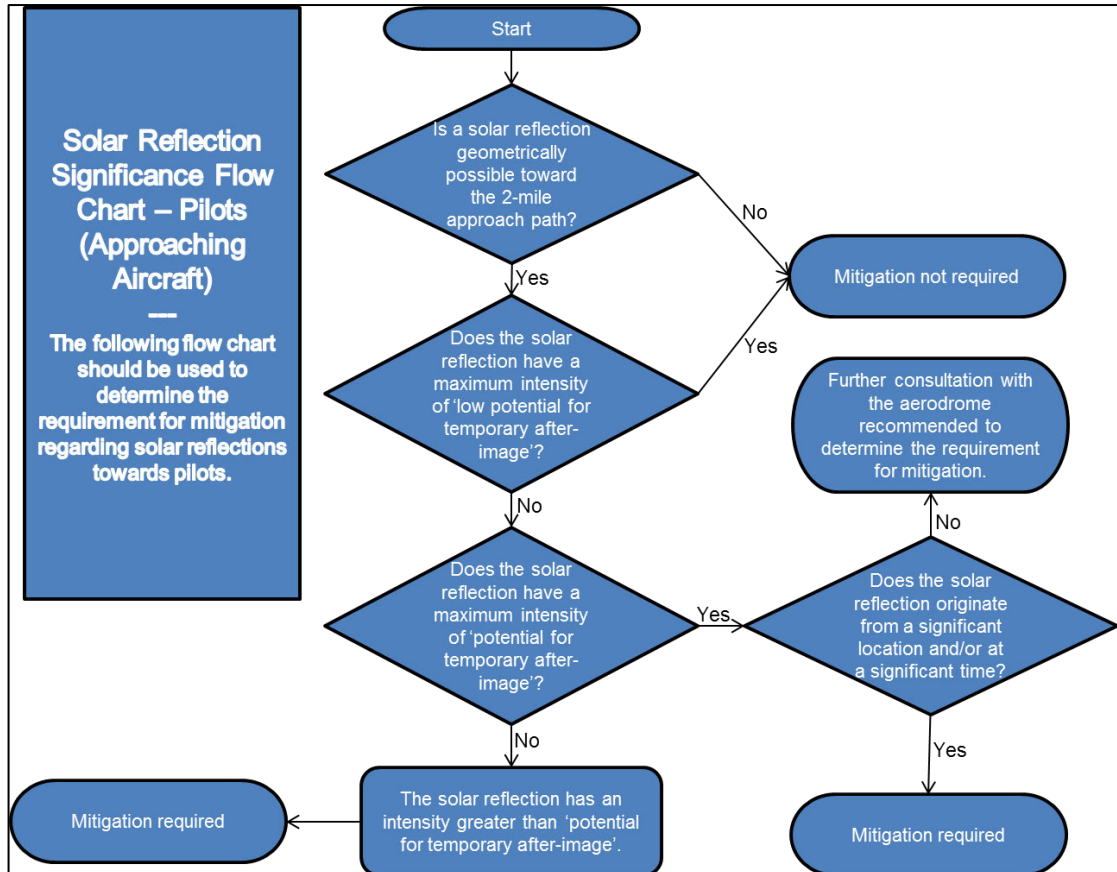 Solar Reflection
Significance Flow
Chart – Pilots
(Approaching
Aircraft)
---
The following flow chart
should be used to
determine the
requirement for mitigation
regarding solar reflections
towards pilots.
Start
Is a solar reflection
geometrically
possible toward
the 2-mile
approach path?
No
Yes
Mitigation not required
Does the solar
reflection have a
maximum intensity
of ‘low potential for
temporary after-
image’?
Yes
No
Further consultation with
the aerodrome
recommended to
determine the requirement
for mitigation.
No
Does the solar
reflection have a
maximum intensity
of ‘potential for
temporary after-
image’?
Yes
Does the solar
reflection originate
from a significant
location and/or at
a significant time?
No
Yes
The solar reflection has an
intensity greater than ‘potential
for temporary after-image’.
Mitigation required
Mitigation required